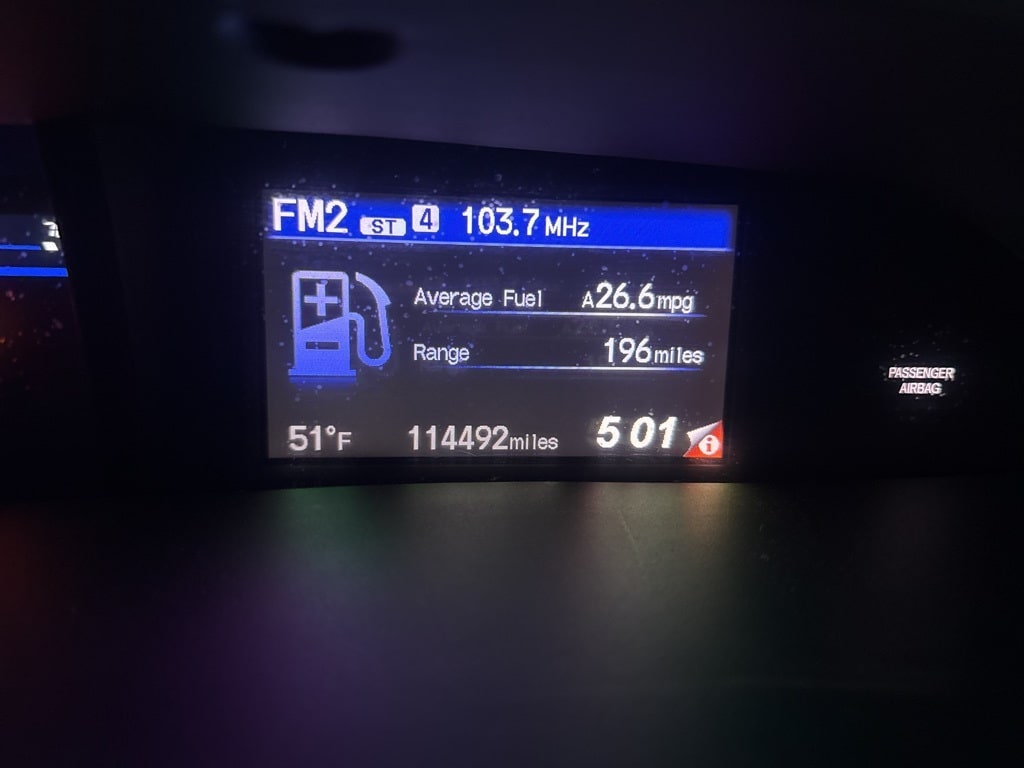 FM2 ST 4 103.7 MHz
Average Fuel A26.6mpg
Range 196miles
51°F 114492miles 5 01 i
PASSENGER
AIRBAG